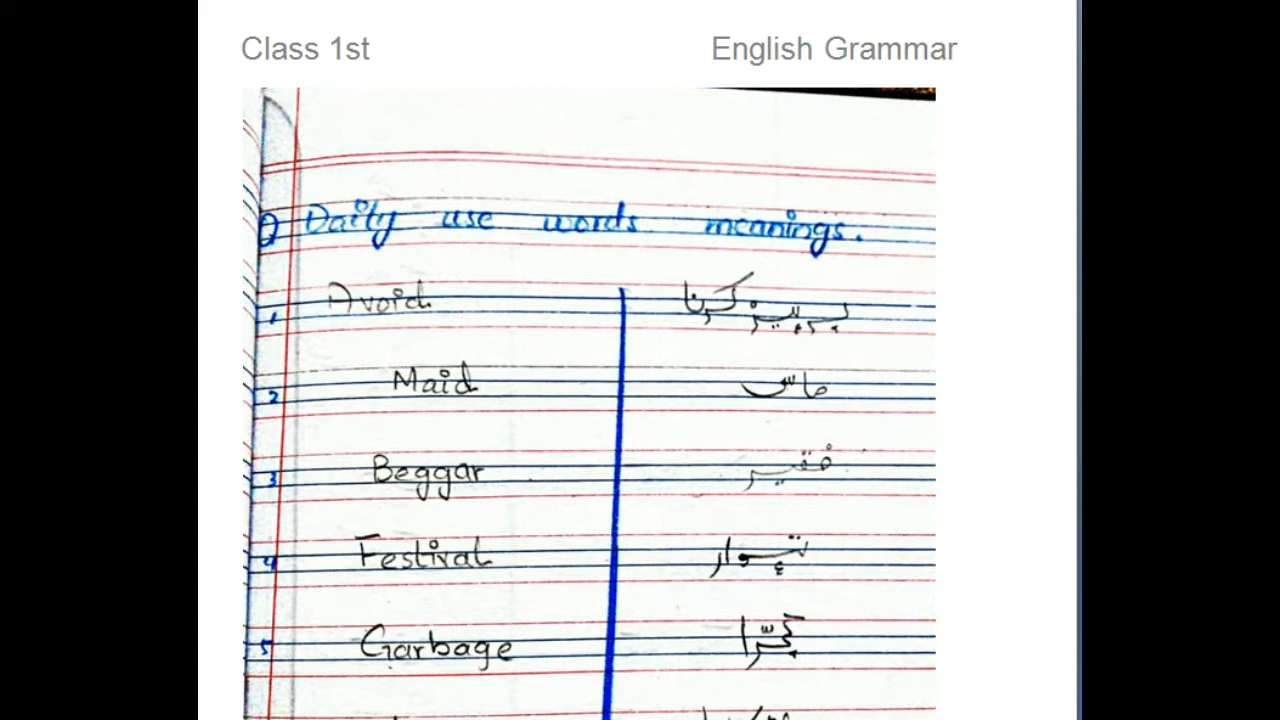 Class 1st English Grammar
Q Daily use words meanings.
1 Avoid پرہیز کرنا
2 Maid ماسی
3 Beggar فقیر
4 Festival تہوار
5 Garbage کچرا